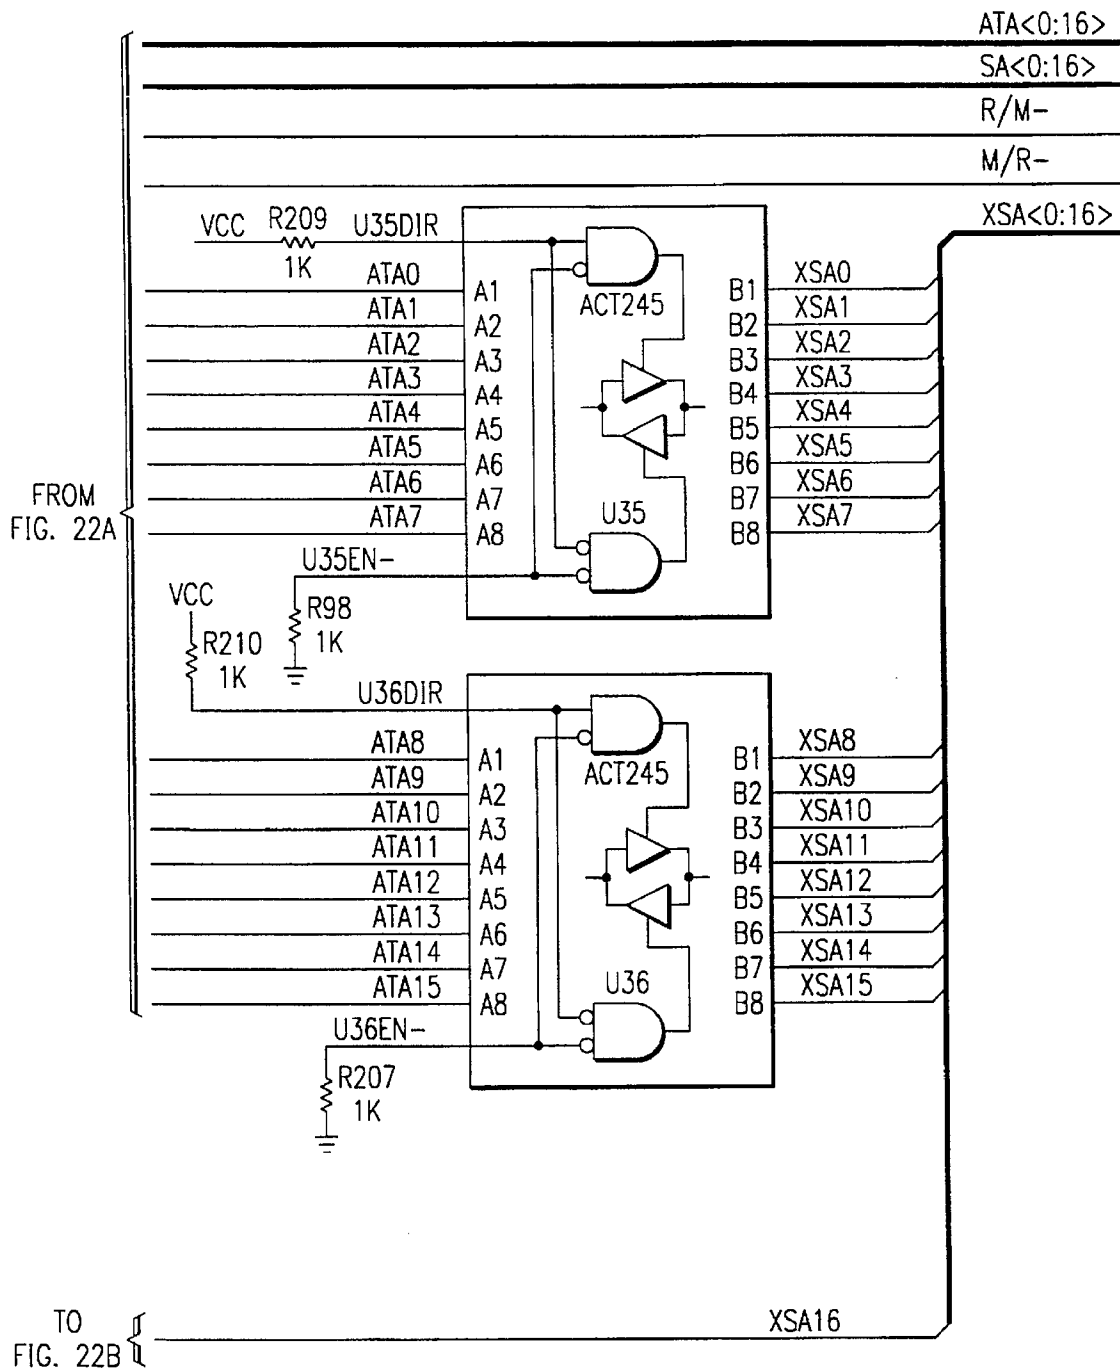 ATA<0:16>
SA<0:16>
R/M-
M/R-
XSA<0:16>
VCC R209 U35DIR
1K
ATA0 A1 ACT245 B1 XSA0
ATA1 A2 B2 XSA1
ATA2 A3 B3 XSA2
ATA3 A4 B4 XSA3
ATA4 A5 B5 XSA4
ATA5 A6 B6 XSA5
ATA6 A7 B7 XSA6
ATA7 A8 U35 B8 XSA7
FROM
FIG. 22A
U35EN-
R98
1K
VCC
R210
1K
U36DIR
ATA8 A1 ACT245 B1 XSA8
ATA9 A2 B2 XSA9
ATA10 A3 B3 XSA10
ATA11 A4 B4 XSA11
ATA12 A5 B5 XSA12
ATA13 A6 B6 XSA13
ATA14 A7 B7 XSA14
ATA15 A8 U36 B8 XSA15
U36EN-
R207
1K
TO
FIG. 22B
XSA16